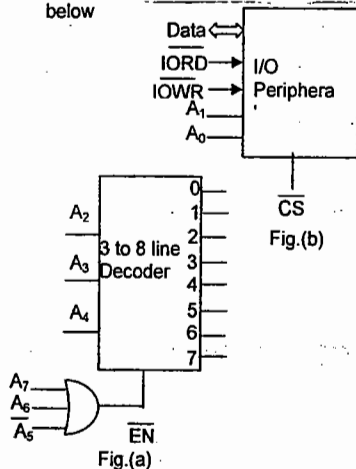 below
Data
IORD
IOWR
A1
A0
I/O
Periphera
CS
Fig.(b)
A2
A3
A4
3 to 8 line
Decoder
0
1
2
3
4
5
6
7
A7
A6
A5
EN
Fig.(a)